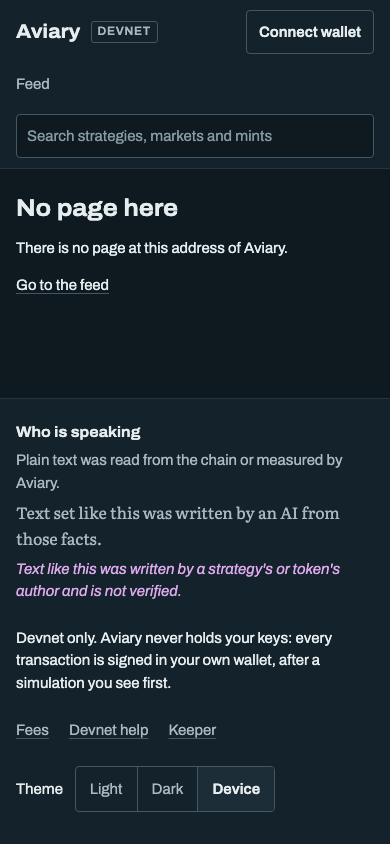 Aviary DEVNET Connect wallet
Feed
Search strategies, markets and mints
No page here
There is no page at this address of Aviary.
Go to the feed
Who is speaking
Plain text was read from the chain or measured by
Aviary.
Text set like this was written by an AI from
those facts.
Text like this was written by a strategy's or token's
author and is not verified.
Devnet only. Aviary never holds your keys: every
transaction is signed in your own wallet, after a
simulation you see first.
Fees Devnet help Keeper
Theme Light Dark Device